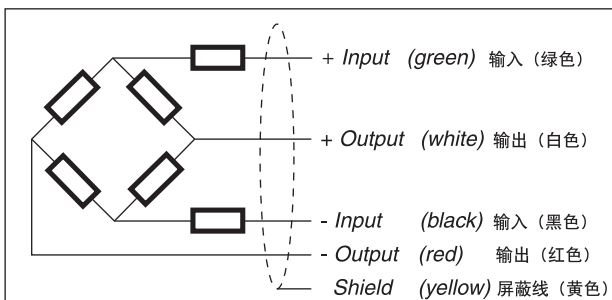 + Input (green) 输入（绿色）
+ Output (white) 输出（白色）
- Input (black) 输入（黑色）
- Output (red) 输出（红色）
Shield (yellow) 屏蔽线（黄色）